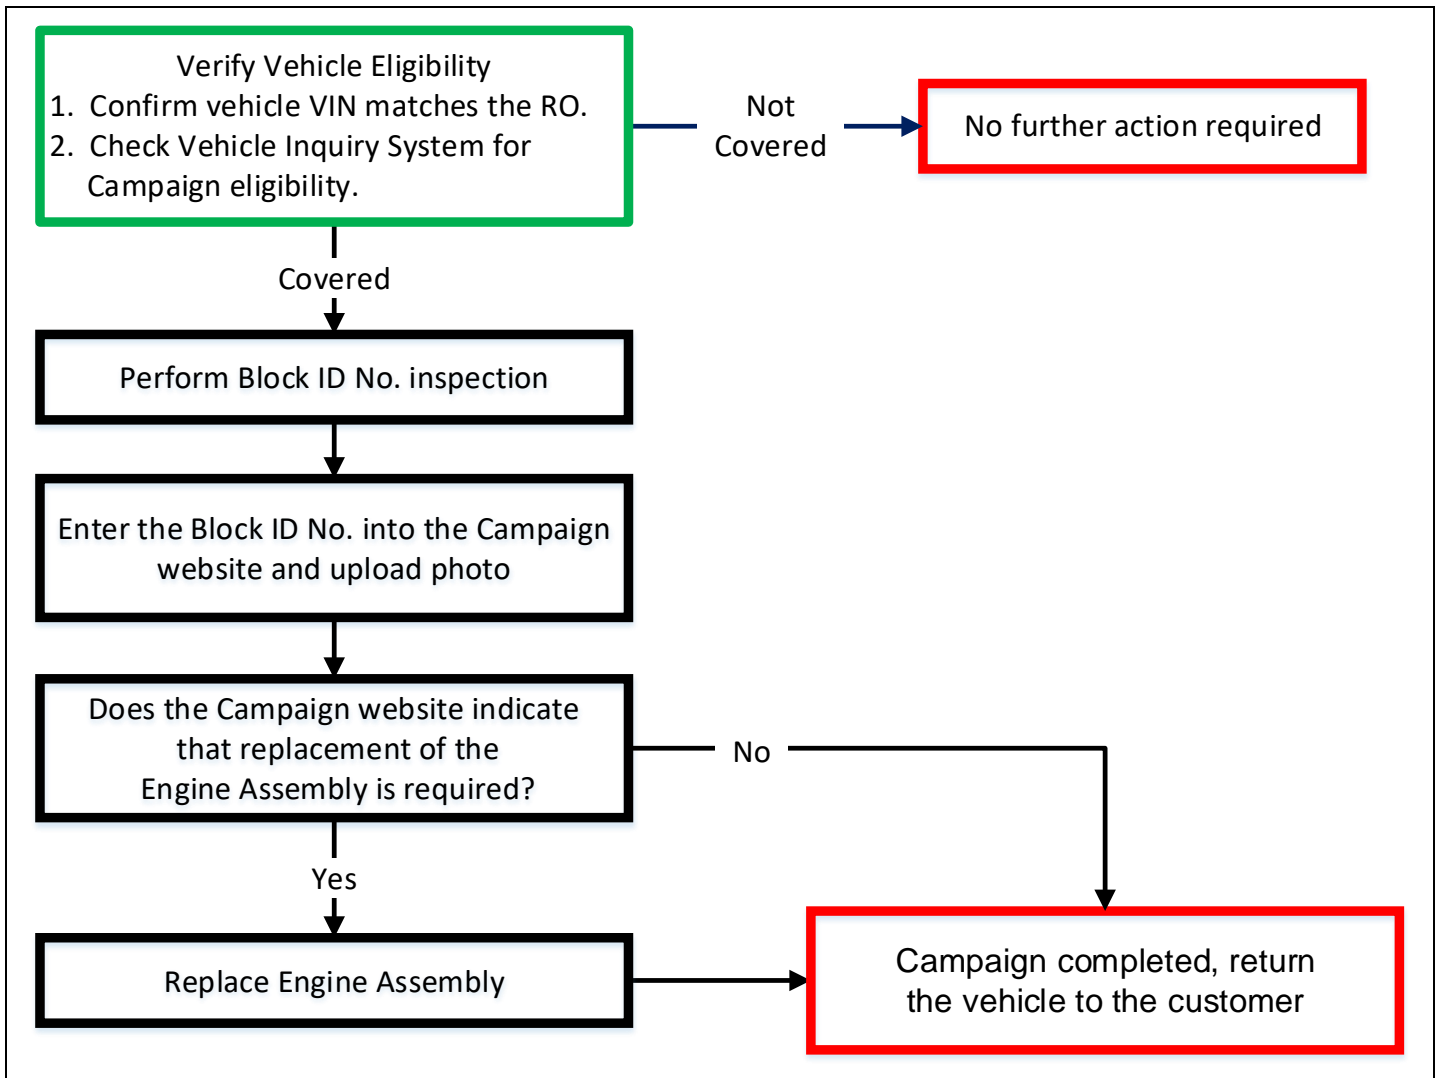 Verify Vehicle Eligibility
1. Confirm vehicle VIN matches the RO.
2. Check Vehicle Inquiry System for
Campaign eligibility.
Not
Covered
No further action required
Covered
Perform Block ID No. inspection
Enter the Block ID No. into the Campaign
website and upload photo
Does the Campaign website indicate
that replacement of the
Engine Assembly is required?
No
Yes
Replace Engine Assembly
Campaign completed, return
the vehicle to the customer